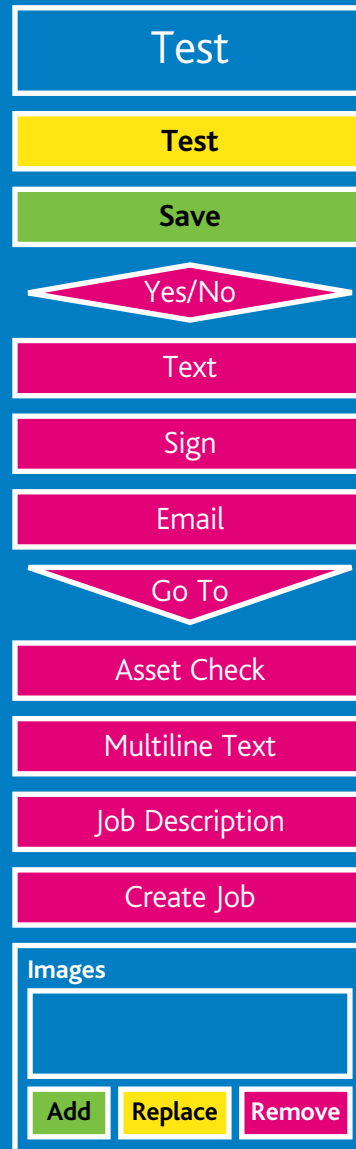 Test
Test
Save
Yes/No
Text
Sign
Email
Go To
Asset Check
Multiline Text
Job Description
Create Job
Images
Add Replace Remove